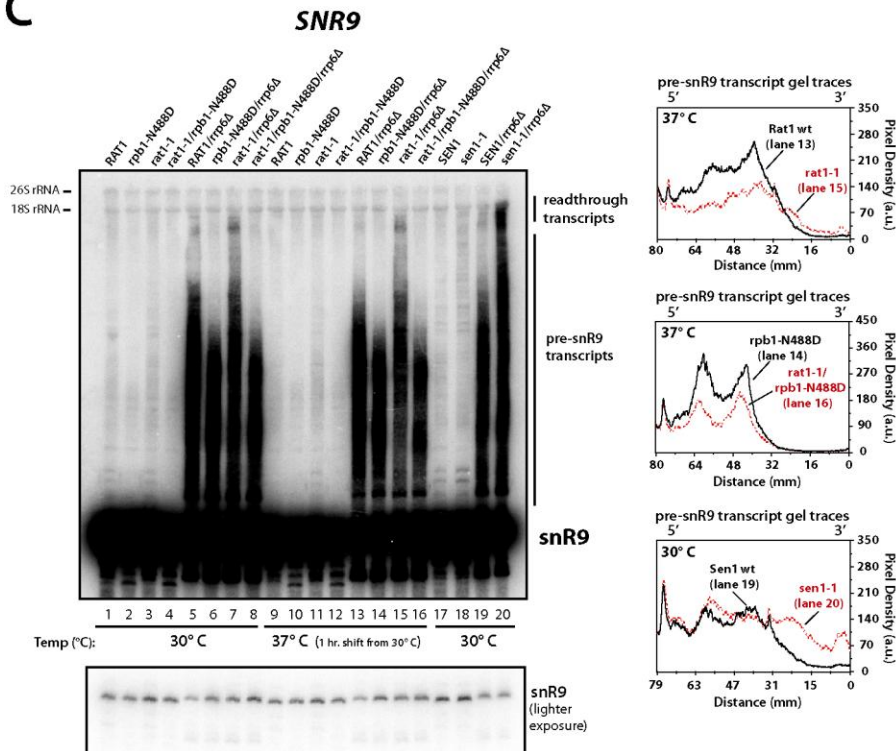 C
SNR9
RAT1
rpb1-N488D
rat1-1
rat1-1/rpb1-N488D
RAT1/rrp6Δ
rpb1-N488D/rrp6Δ
rat1-1/rrp6Δ
rat1-1/rpb1-N488D/rrp6Δ
RAT1
rpb1-N488D
rat1-1
rat1-1/rpb1-N488D
RAT1/rrp6Δ
rpb1-N488D/rrp6Δ
rat1-1/rrp6Δ
rat1-1/rpb1-N488D/rrp6Δ
SEN1
sen1-1
SEN1/rrp6Δ
sen1-1/rrp6Δ
26S rRNA
18S rRNA
readthrough
transcripts
pre-snR9
transcripts
snR9
1 2 3 4 5 6 7 8 9 10 11 12 13 14 15 16 17 18 19 20
Temp (°C): 30° C 37° C (1 hr. shift from 30° C) 30° C
snR9
(lighter
exposure)
pre-snR9 transcript gel traces
5' 3'
37° C
Rat1 wt
(lane 13)
rat1-1
(lane 15)
350
280
210
140
70
0
Pixel Density (a.u.)
80 64 48 32 16 0
Distance (mm)
pre-snR9 transcript gel traces
5' 3'
37° C
rpb1-N488D
(lane 14)
rat1-1/
rpb1-N488D
(lane 16)
450
360
270
180
90
0
Pixel Density (a.u.)
80 64 48 32 16 0
Distance (mm)
pre-snR9 transcript gel traces
5' 3'
30° C
Sen1 wt
(lane 19)
sen1-1
(lane 20)
350
280
210
140
70
0
Pixel Density (a.u.)
79 63 47 31 16 0
Distance (mm)